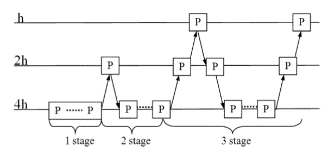 h P P
2h P P P P
4h P ...... P P P ...... P P P ...... P P
1 stage 2 stage 3 stage